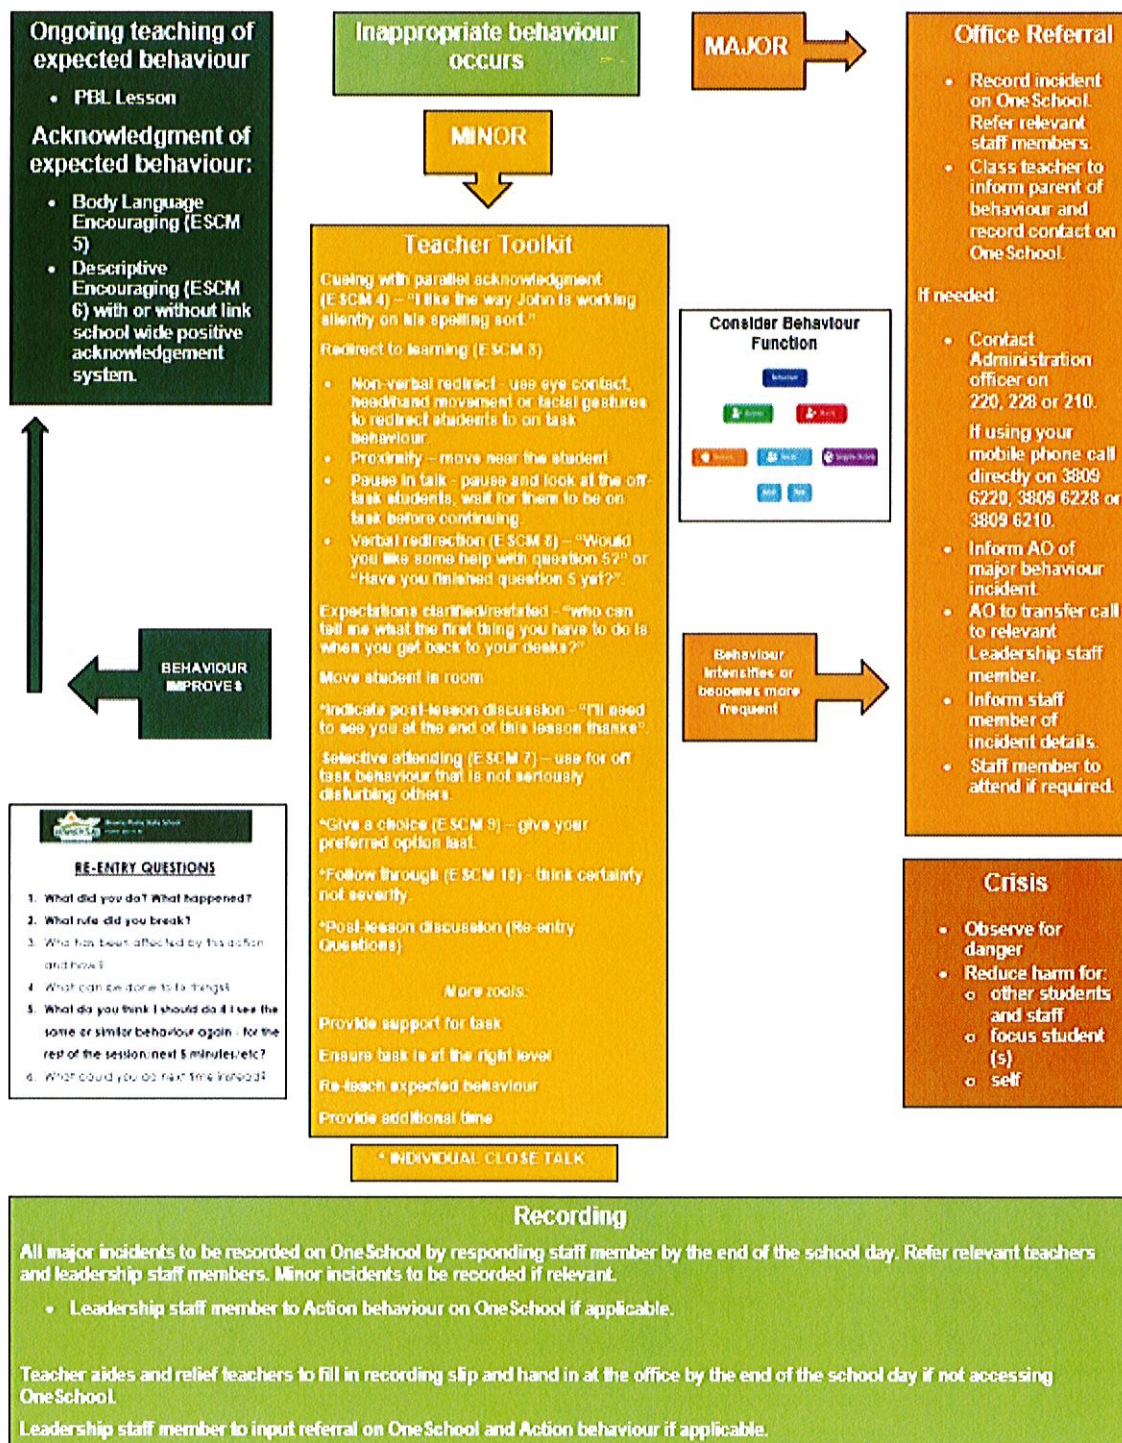 Ongoing teaching of
expected behaviour
• PBL Lesson
Acknowledgment of
expected behaviour:
• Body Language
Encouraging (ESCM
5)
• Descriptive
Encouraging (ESCM
6) with or without link
school wide positive
acknowledgement
system.
Inappropriate behaviour
occurs
MINOR
MAJOR
Office Referral
• Record incident
on OneSchool.
Refer relevant
staff members.
• Class teacher to
inform parent of
behaviour and
record contact on
OneSchool.
If needed:
• Contact
Administration
officer on
220, 228 or 210.
If using your
mobile phone call
directly on 3809
6220, 3809 6228 or
3809 6210.
• Inform AO of
major behaviour
incident.
• AO to transfer call
to relevant
Leadership staff
member.
• Inform staff
member of
incident details.
• Staff member to
attend if required.
Teacher Toolkit
Cueing with parallel acknowledgment
(ESCM 4) – "I like the way John is working
silently on his spelling sort."
Redirect to learning (ESCM 8)
• Non-verbal redirect - use eye contact,
head/hand movement or facial gestures
to redirect students to on task
behaviour.
• Proximity – move near the student
• Pause in talk - pause and look at the off-
task students, wait for them to be on
task before continuing.
• Verbal redirection (ESCM 8) – "Would
you like some help with question 5?" or
"Have you finished question 5 yet?".
Expectations clarified/restated - "who can
tell me what the first thing you have to do is
when you get back to your desks?"
Move student in room
*Indicate post-lesson discussion - "I'll need
to see you at the end of this lesson thanks".
Selective attending (ESCM 7) – use for off
task behaviour that is not seriously
disturbing others.
*Give a choice (ESCM 9) – give your
preferred option last.
*Follow through (ESCM 10) - think certainty
not severity.
*Post-lesson discussion (Re-entry
Questions)
More tools:
Provide support for task
Ensure task is at the right level
Re-teach expected behaviour
Provide additional time
* INDIVIDUAL CLOSE TALK
Consider Behaviour
Function
Behaviour
BEHAVIOUR
IMPROVES
Behaviour
intensifies or
becomes more
frequent
RE-ENTRY QUESTIONS
1. What did you do? What happened?
2. What rule did you break?
3. Who has been affected by this action
and how?
4. What can be done to fix things?
5. What do you think I should do if I see the
same or similar behaviour again - for the
rest of the session/next 5 minutes/etc?
6. What could you do next time instead?
Crisis
• Observe for
danger
• Reduce harm for:
o other students
and staff
o focus student
(s)
o self
Recording
All major incidents to be recorded on OneSchool by responding staff member by the end of the school day. Refer relevant teachers
and leadership staff members. Minor incidents to be recorded if relevant.
• Leadership staff member to Action behaviour on OneSchool if applicable.
Teacher aides and relief teachers to fill in recording slip and hand in at the office by the end of the school day if not accessing
OneSchool.
Leadership staff member to input referral on OneSchool and Action behaviour if applicable.